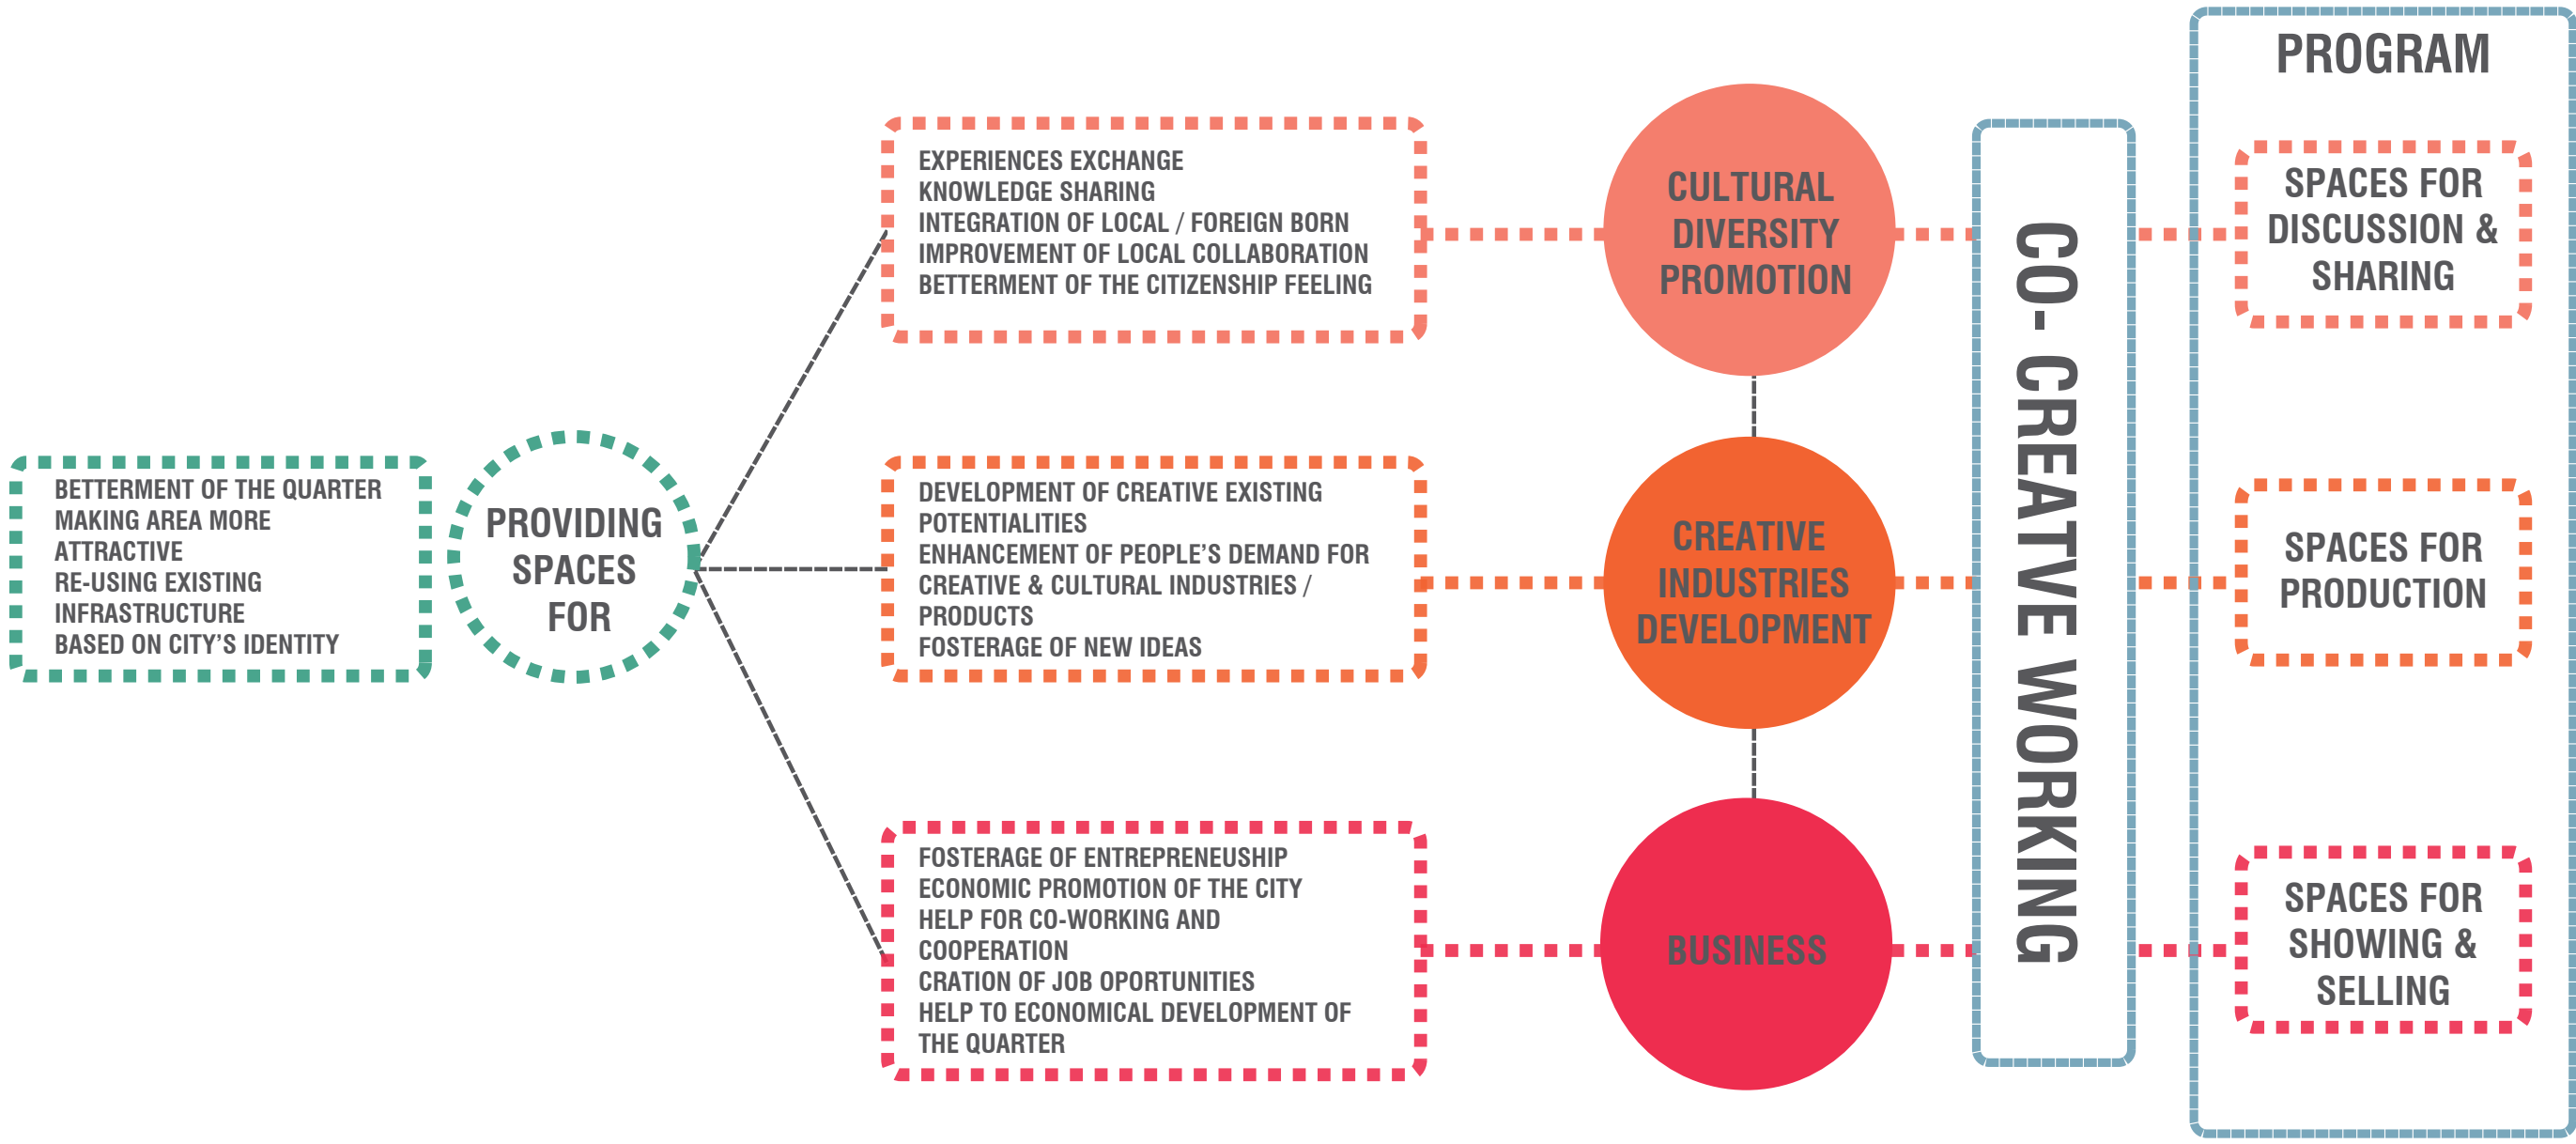 BETTERMENT OF THE QUARTER
MAKING AREA MORE
ATTRACTIVE
RE-USING EXISTING
INFRASTRUCTURE
BASED ON CITY’S IDENTITY
PROVIDING
SPACES
FOR
EXPERIENCES EXCHANGE
KNOWLEDGE SHARING
INTEGRATION OF LOCAL / FOREIGN BORN
IMPROVEMENT OF LOCAL COLLABORATION
BETTERMENT OF THE CITIZENSHIP FEELING
DEVELOPMENT OF CREATIVE EXISTING
POTENTIALITIES
ENHANCEMENT OF PEOPLE’S DEMAND FOR
CREATIVE & CULTURAL INDUSTRIES /
PRODUCTS
FOSTERAGE OF NEW IDEAS
FOSTERAGE OF ENTREPRENEUSHIP
ECONOMIC PROMOTION OF THE CITY
HELP FOR CO-WORKING AND
COOPERATION
CRATION OF JOB OPORTUNITIES
HELP TO ECONOMICAL DEVELOPMENT OF
THE QUARTER
CULTURAL
DIVERSITY
PROMOTION
CREATIVE
INDUSTRIES
DEVELOPMENT
BUSINESS
CO- CREATIVE WORKING
PROGRAM
SPACES FOR
DISCUSSION &
SHARING
SPACES FOR
PRODUCTION
SPACES FOR
SHOWING &
SELLING